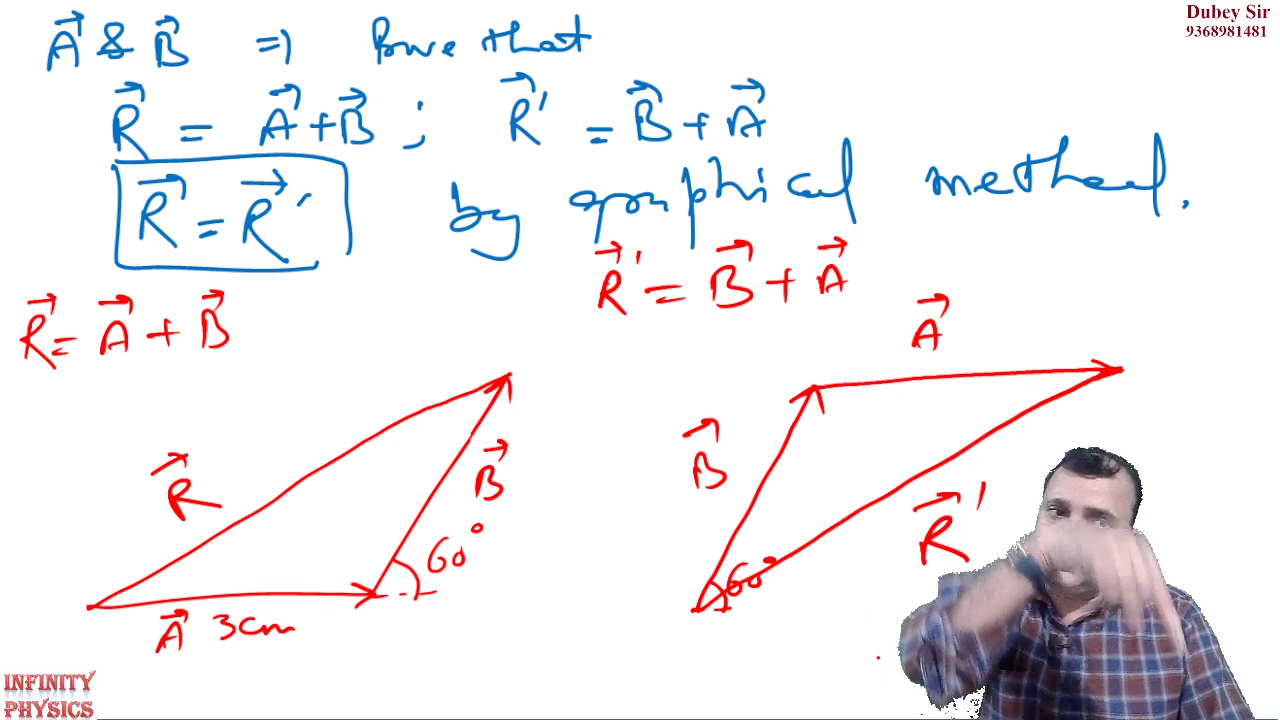 Dubey Sir
9368981481
A⃗ & B⃗ ⇒ Prove that
R⃗ = A⃗ + B⃗ ; R⃗' = B⃗ + A⃗
R⃗ = R⃗' by graphical method.
R⃗' = B⃗ + A⃗
R⃗ = A⃗ + B⃗
A⃗
R⃗
B⃗
60°
A⃗ 3cm
B⃗
R⃗'
60°
INFINITY
PHYSICS